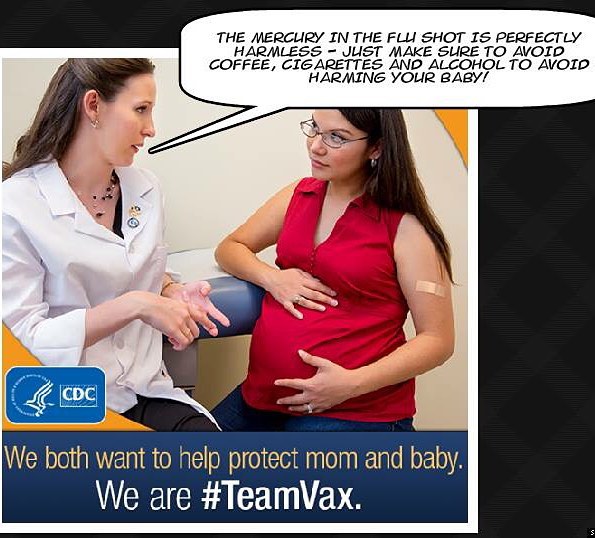 THE MERCURY IN THE FLU SHOT IS PERFECTLY
HARMLESS - JUST MAKE SURE TO AVOID
COFFEE, CIGARETTES AND ALCOHOL TO AVOID
HARMING YOUR BABY!
CDC
We both want to help protect mom and baby.
We are #TeamVax.